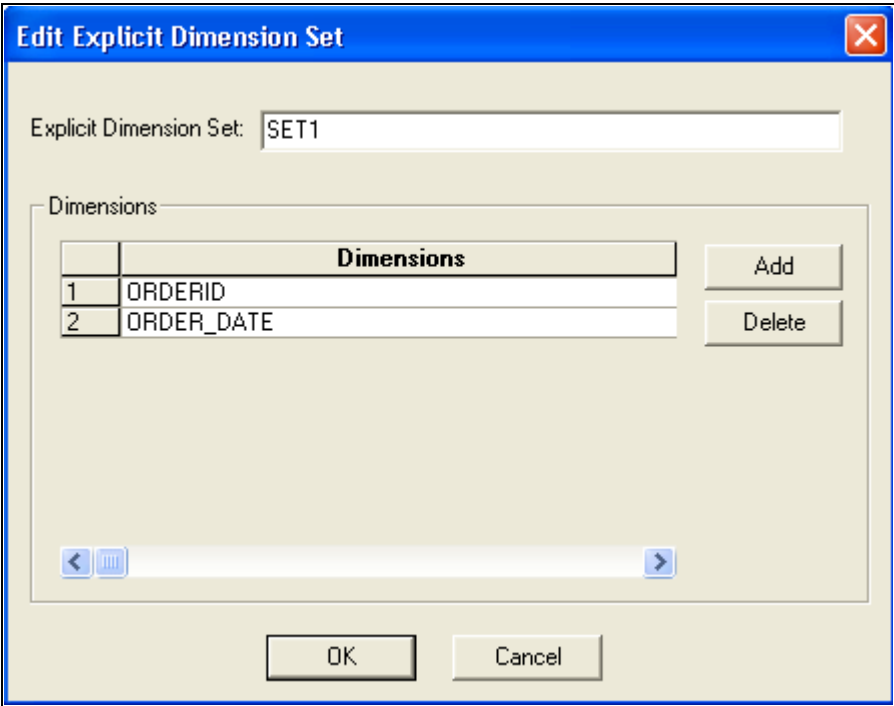 Edit Explicit Dimension Set
Explicit Dimension Set: SET1
Dimensions
Dimensions
Add
1 ORDERID
2 ORDER_DATE
Delete
OK Cancel